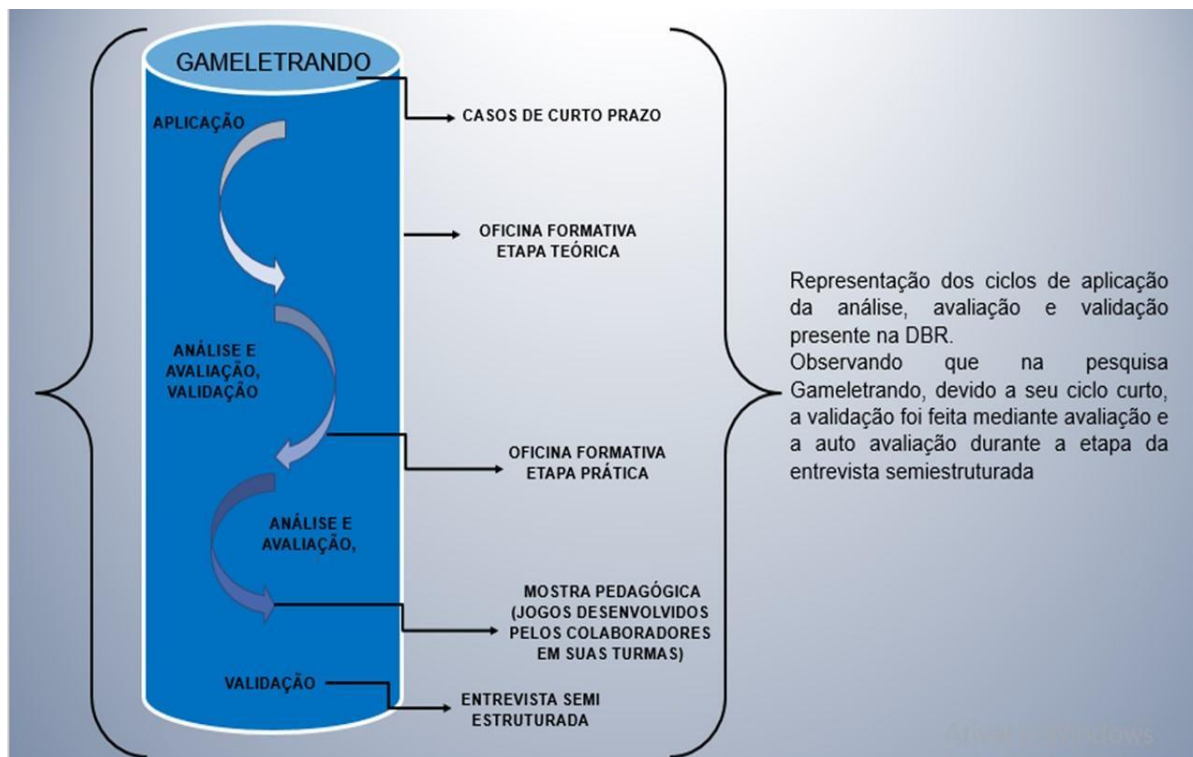 GAMELETRANDO
APLICAÇÃO
CASOS DE CURTO PRAZO
OFICINA FORMATIVA
ETAPA TEÓRICA
ANÁLISE E
AVALIAÇÃO,
VALIDAÇÃO
OFICINA FORMATIVA
ETAPA PRÁTICA
ANÁLISE E
AVALIAÇÃO,
MOSTRA PEDAGÓGICA
(JOGOS DESENVOLVIDOS
PELOS COLABORADORES
EM SUAS TURMAS)
VALIDAÇÃO
ENTREVISTA SEMI
ESTRUTURADA
Representação dos ciclos de aplicação
da análise, avaliação e validação
presente na DBR.
Observando que na pesquisa
Gameletrando, devido a seu ciclo curto,
a validação foi feita mediante avaliação e
a auto avaliação durante a etapa da
entrevista semiestruturada
Ativar o Windows